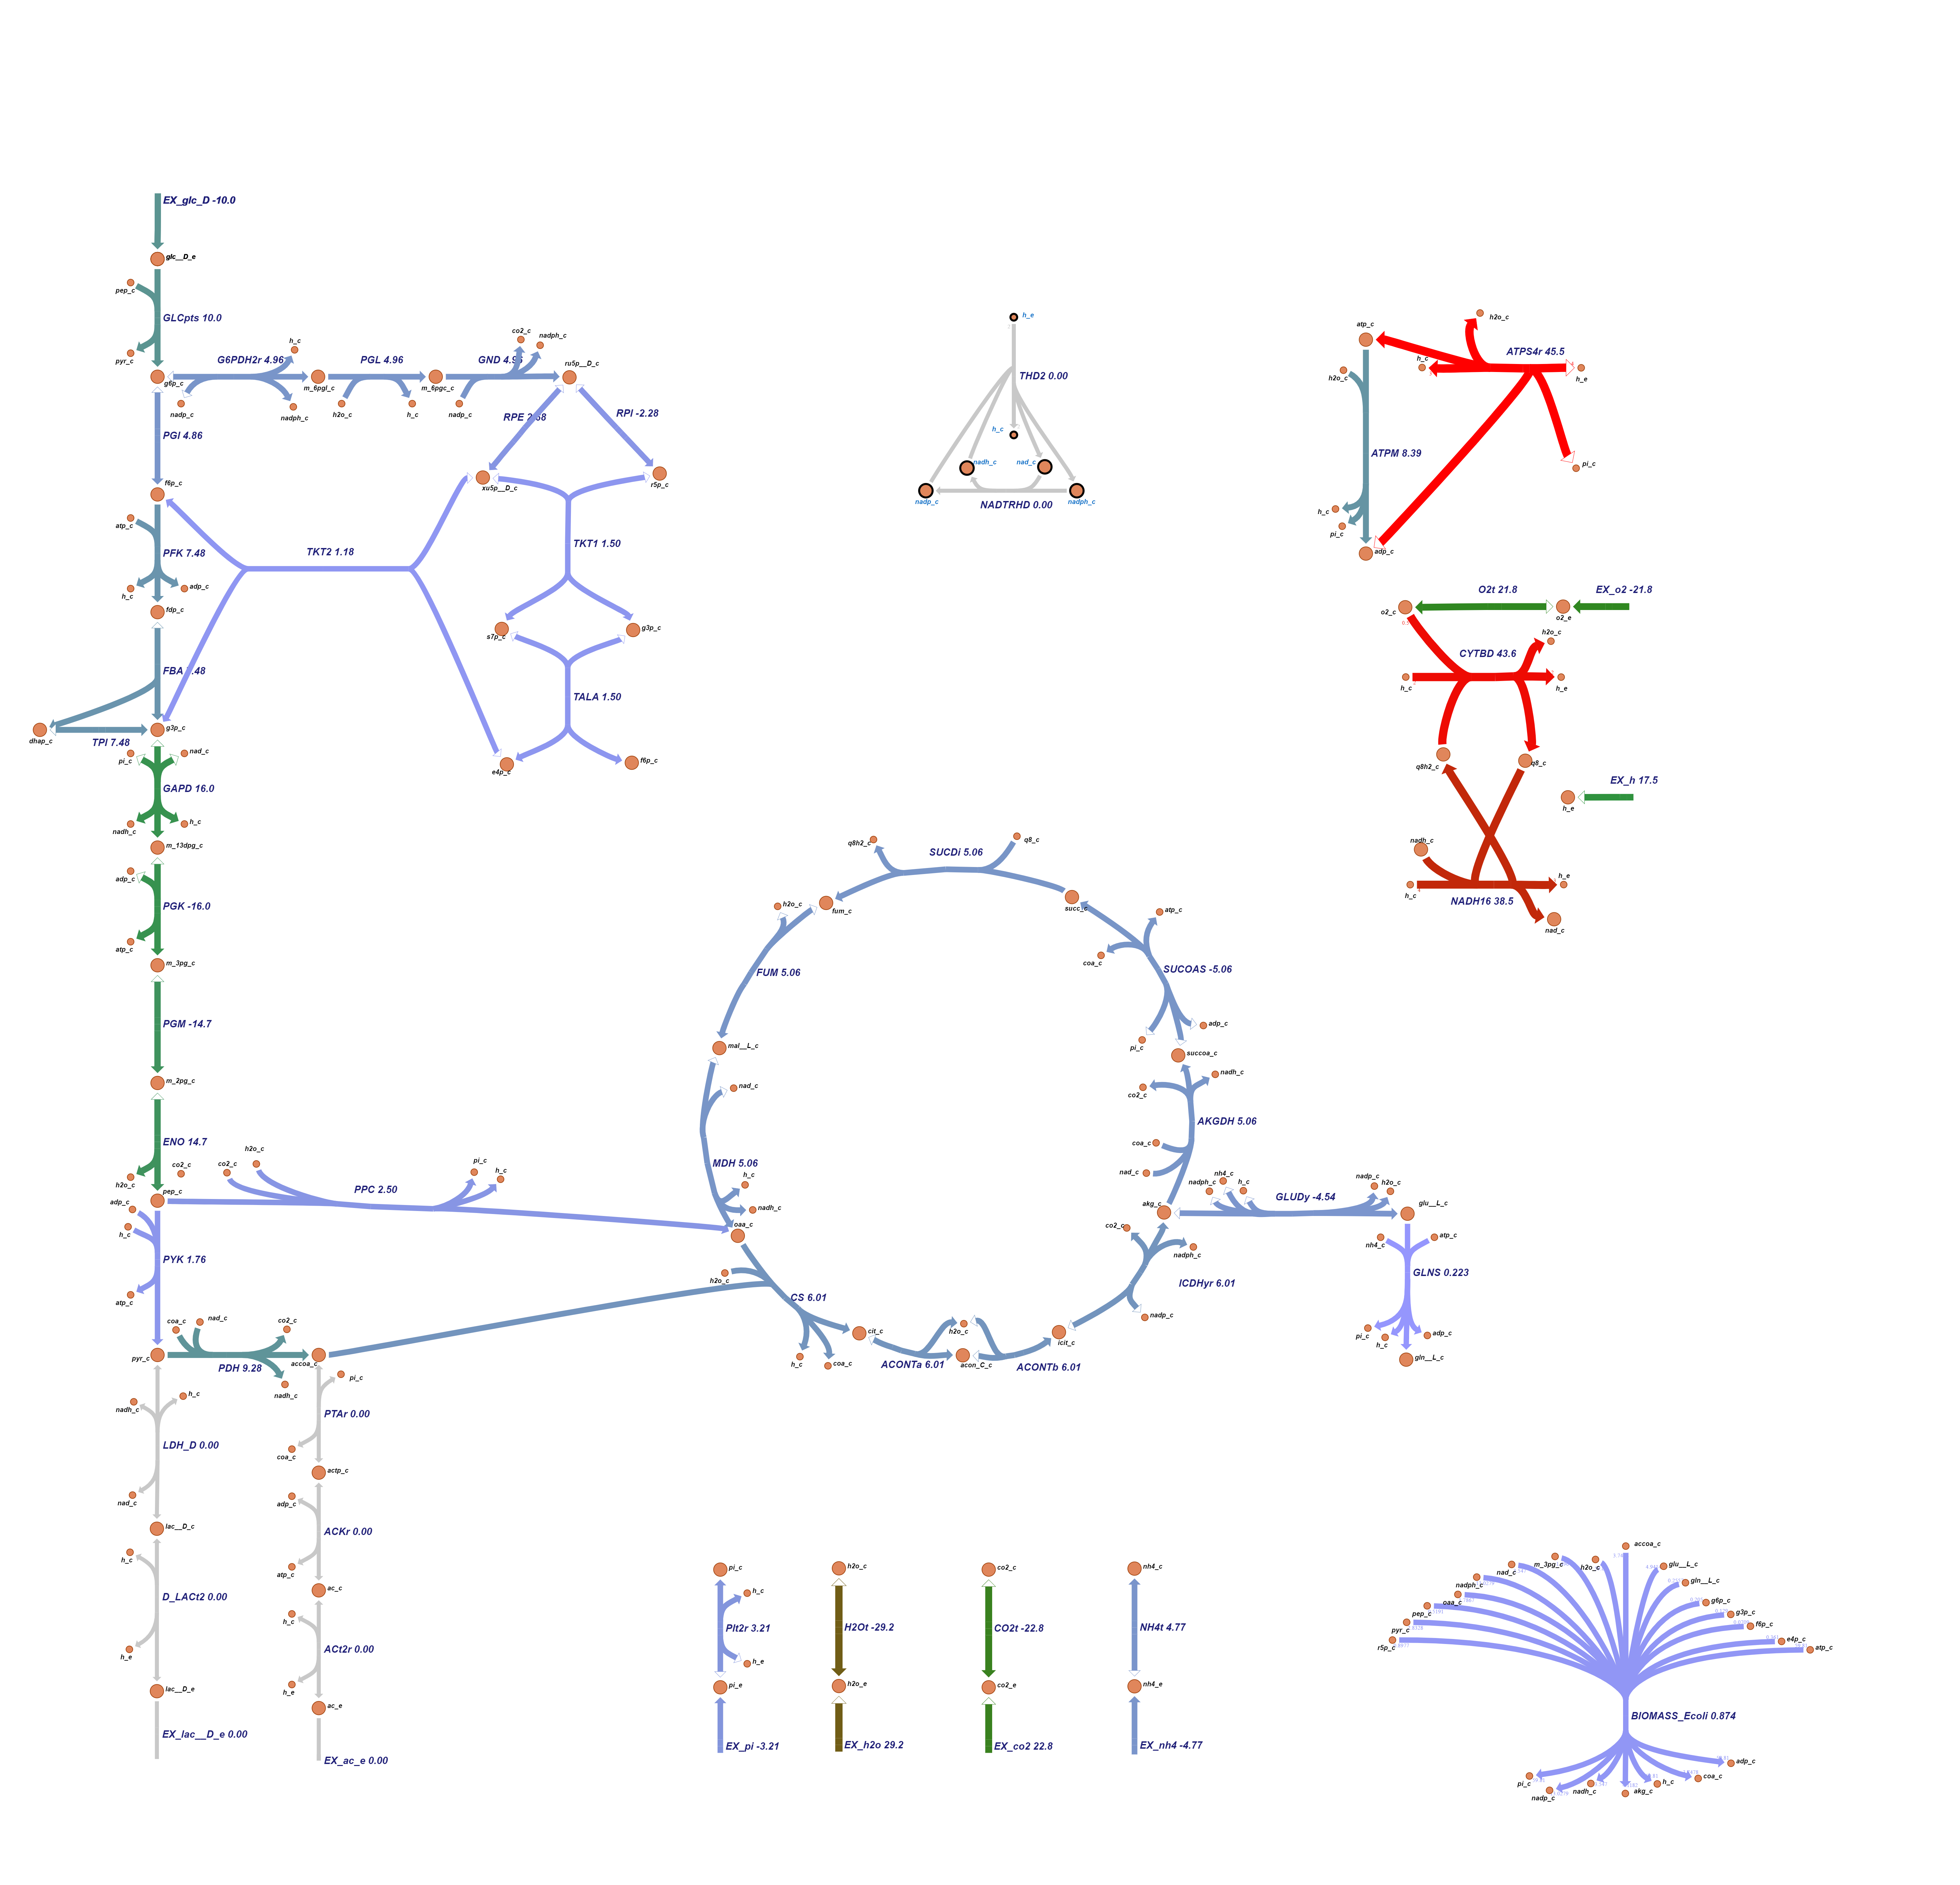 EX_glc_D -10.0
glc__D_e
pep_c
GLCpts 10.0
pyr_c
g6p_c
G6PDH2r 4.96
h_c
nadp_c
nadph_c
m_6pgl_c
PGL 4.96
h2o_c
h_c
m_6pgc_c
GND 4.96
nadp_c
co2_c
nadph_c
ru5p__D_c
PGI 4.86
RPE 2.68
RPI -2.28
f6p_c
xu5p__D_c
r5p_c
atp_c
PFK 7.48
h_c
adp_c
fdp_c
TKT2 1.18
TKT1 1.50
s7p_c
g3p_c
FBA 7.48
TALA 1.50
dhap_c
TPI 7.48
g3p_c
e4p_c
f6p_c
pi_c
nad_c
GAPD 16.0
nadh_c
h_c
m_13dpg_c
adp_c
PGK -16.0
atp_c
m_3pg_c
PGM -14.7
m_2pg_c
ENO 14.7
h2o_c
co2_c
pep_c
co2_c
h2o_c
PPC 2.50
pi_c
h_c
adp_c
h_c
PYK 1.76
atp_c
pyr_c
coa_c
nad_c
co2_c
PDH 9.28
nadh_c
accoa_c
nadh_c
h_c
LDH_D 0.00
nad_c
lac__D_c
h_c
D_LACt2 0.00
h_e
lac__D_e
EX_lac__D_e 0.00
pi_c
PTAr 0.00
coa_c
actp_c
adp_c
ACKr 0.00
atp_c
ac_c
h_c
ACt2r 0.00
h_e
ac_e
EX_ac_e 0.00
h_e
THD2 0.00
h_c
nadh_c
nad_c
nadp_c
nadph_c
NADTRHD 0.00
atp_c
h2o_c
ATPS4r 45.5
h_c
h_e
h2o_c
ATPM 8.39
pi_c
h_c
pi_c
adp_c
O2t 21.8
EX_o2 -21.8
o2_c
o2_e
h2o_c
CYTBD 43.6
h_c
h_e
q8h2_c
q8_c
EX_h 17.5
h_e
nadh_c
h_c
h_e
NADH16 38.5
nad_c
q8h2_c
SUCDi 5.06
q8_c
h2o_c
fum_c
succ_c
atp_c
FUM 5.06
coa_c
SUCOAS -5.06
adp_c
pi_c
mal__L_c
succoa_c
nad_c
co2_c
nadh_c
AKGDH 5.06
coa_c
MDH 5.06
nad_c
h_c
nadh_c
oaa_c
akg_c
nadph_c
nh4_c
h_c
GLUDy -4.54
nadp_c
h2o_c
glu__L_c
co2_c
nadph_c
nh4_c
atp_c
GLNS 0.223
h2o_c
CS 6.01
ICDHyr 6.01
nadp_c
cit_c
h2o_c
icit_c
h_c
coa_c
ACONTa 6.01
acon_C_c
ACONTb 6.01
pi_c
h_c
adp_c
gln__L_c
pi_c
h_c
PIt2r 3.21
h_e
pi_e
EX_pi -3.21
h2o_c
H2Ot -29.2
h2o_e
EX_h2o 29.2
co2_c
CO2t -22.8
co2_e
EX_co2 22.8
nh4_c
NH4t 4.77
nh4_e
EX_nh4 -4.77
accoa_c
m_3pg_c
h2o_c
glu__L_c
nad_c
gln__L_c
nadph_c
oaa_c
g6p_c
pep_c
g3p_c
pyr_c
f6p_c
r5p_c
e4p_c
atp_c
BIOMASS_Ecoli 0.874
adp_c
pi_c
coa_c
nadp_c
nadh_c
akg_c
h_c